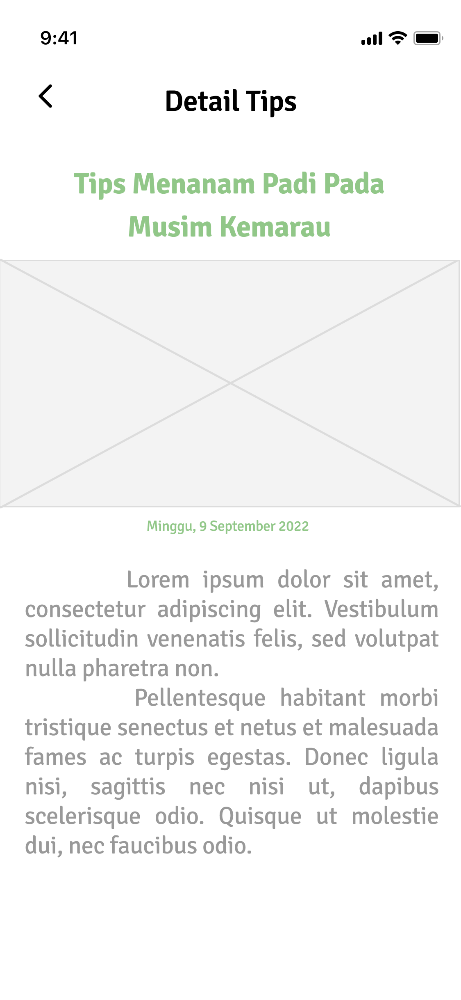 9:41
Detail Tips
Tips Menanam Padi Pada
Musim Kemarau
Minggu, 9 September 2022
Lorem ipsum dolor sit amet,
consectetur adipiscing elit. Vestibulum
sollicitudin venenatis felis, sed volutpat
nulla pharetra non.
Pellentesque habitant morbi
tristique senectus et netus et malesuada
fames ac turpis egestas. Donec ligula
nisi, sagittis nec nisi ut, dapibus
scelerisque odio. Quisque ut molestie
dui, nec faucibus odio.